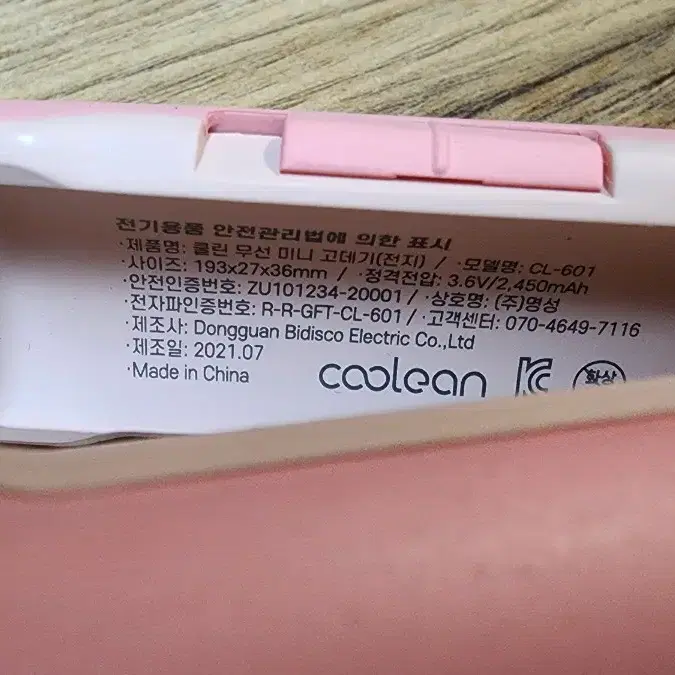 전기용품 안전관리법에 의한 표시
·제품명: 쿨린 무선 미니 고데기(전지) / ·모델명: CL-601
·사이즈: 193x27x36mm / ·정격전압: 3.6V/2,450mAh
·안전인증번호: ZU101234-20001 / ·상호명: (주)명성
·전자파인증번호: R-R-GFT-CL-601 / ·고객센터: 070-4649-7116
·제조사: Dongguan Bidisco Electric Co.,Ltd
·제조일: 2021.07
·Made in China
coolean KC 화상